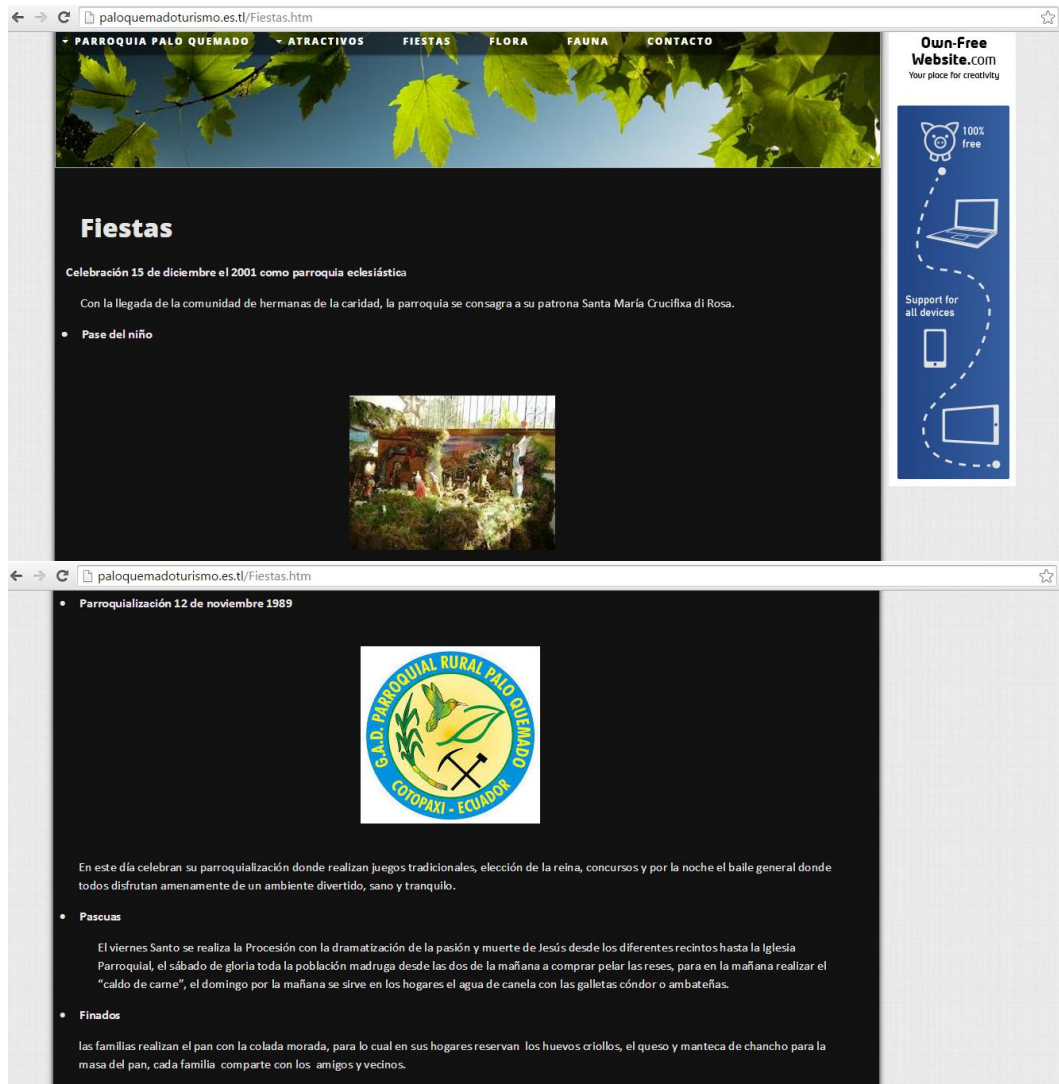 paloquemadoturismo.es.tl/Fiestas.htm
PARROQUIA PALO QUEMADO ATRACTIVOS FIESTAS FLORA FAUNA CONTACTO
Own-Free
Website.com
Your place for creativity
100%
free
Support for
all devices
Fiestas
Celebración 15 de diciembre el 2001 como parroquia eclesiástica
Con la llegada de la comunidad de hermanas de la caridad, la parroquia se consagra a su patrona Santa María Crucifixa di Rosa.
• Pase del niño
paloquemadoturismo.es.tl/Fiestas.htm
• Parroquialización 12 de noviembre 1989
G.A.D. PARROQUIAL RURAL PALO QUEMADO
COTOPAXI - ECUADOR
En este día celebran su parroquialización donde realizan juegos tradicionales, elección de la reina, concursos y por la noche el baile general donde
todos disfrutan amenamente de un ambiente divertido, sano y tranquilo.
• Pascuas
El viernes Santo se realiza la Procesión con la dramatización de la pasión y muerte de Jesús desde los diferentes recintos hasta la Iglesia
Parroquial, el sábado de gloria toda la población madruga desde las dos de la mañana a comprar pelar las reses, para en la mañana realizar el
“caldo de carne”, el domingo por la mañana se sirve en los hogares el agua de canela con las galletas cóndor o ambateñas.
• Finados
las familias realizan el pan con la colada morada, para lo cual en sus hogares reservan los huevos criollos, el queso y manteca de chancho para la
masa del pan, cada familia comparte con los amigos y vecinos.